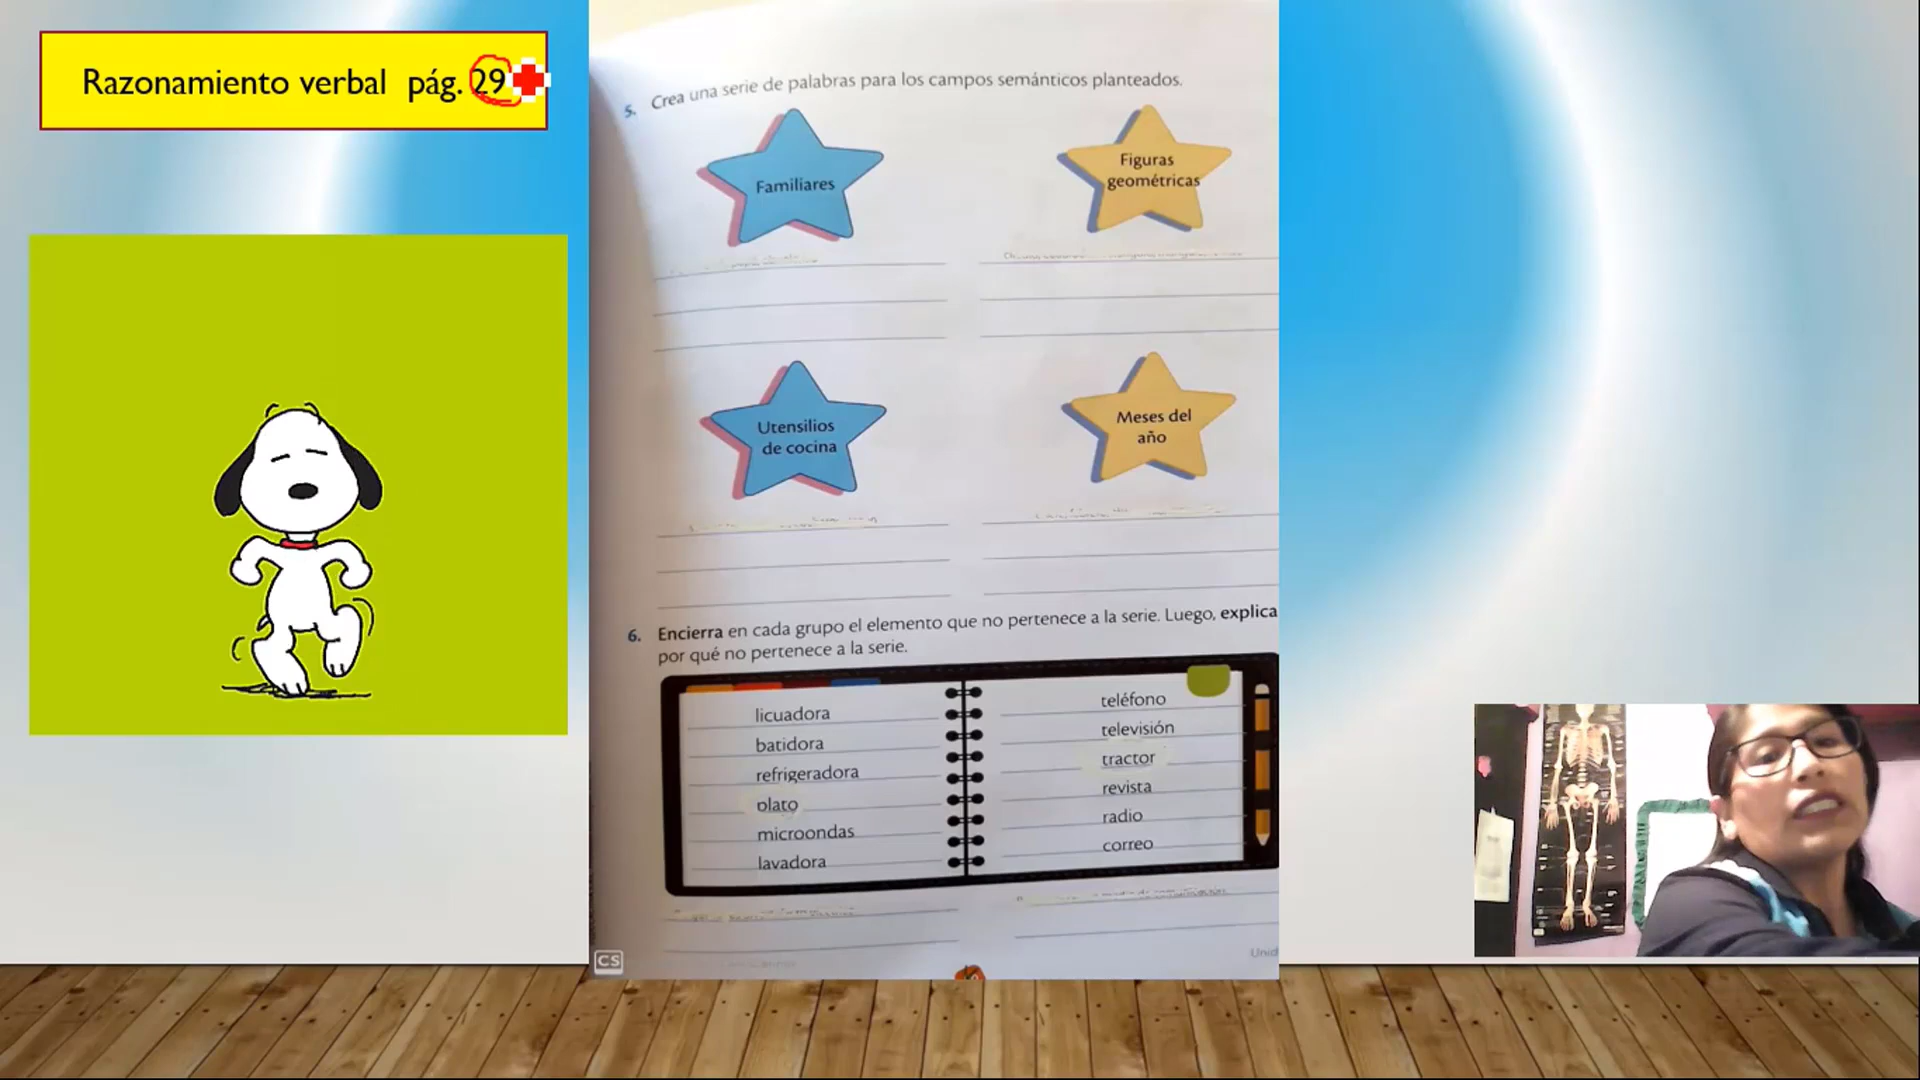 Razonamiento verbal pág. 29
5. Crea una serie de palabras para los campos semánticos planteados.
Familiares
Figuras
geométricas
Utensilios
de cocina
Meses del
año
6. Encierra en cada grupo el elemento que no pertenece a la serie. Luego, explica
por qué no pertenece a la serie.
licuadora
batidora
refrigeradora
plato
microondas
lavadora
teléfono
televisión
tractor
revista
radio
correo
CS
Unid